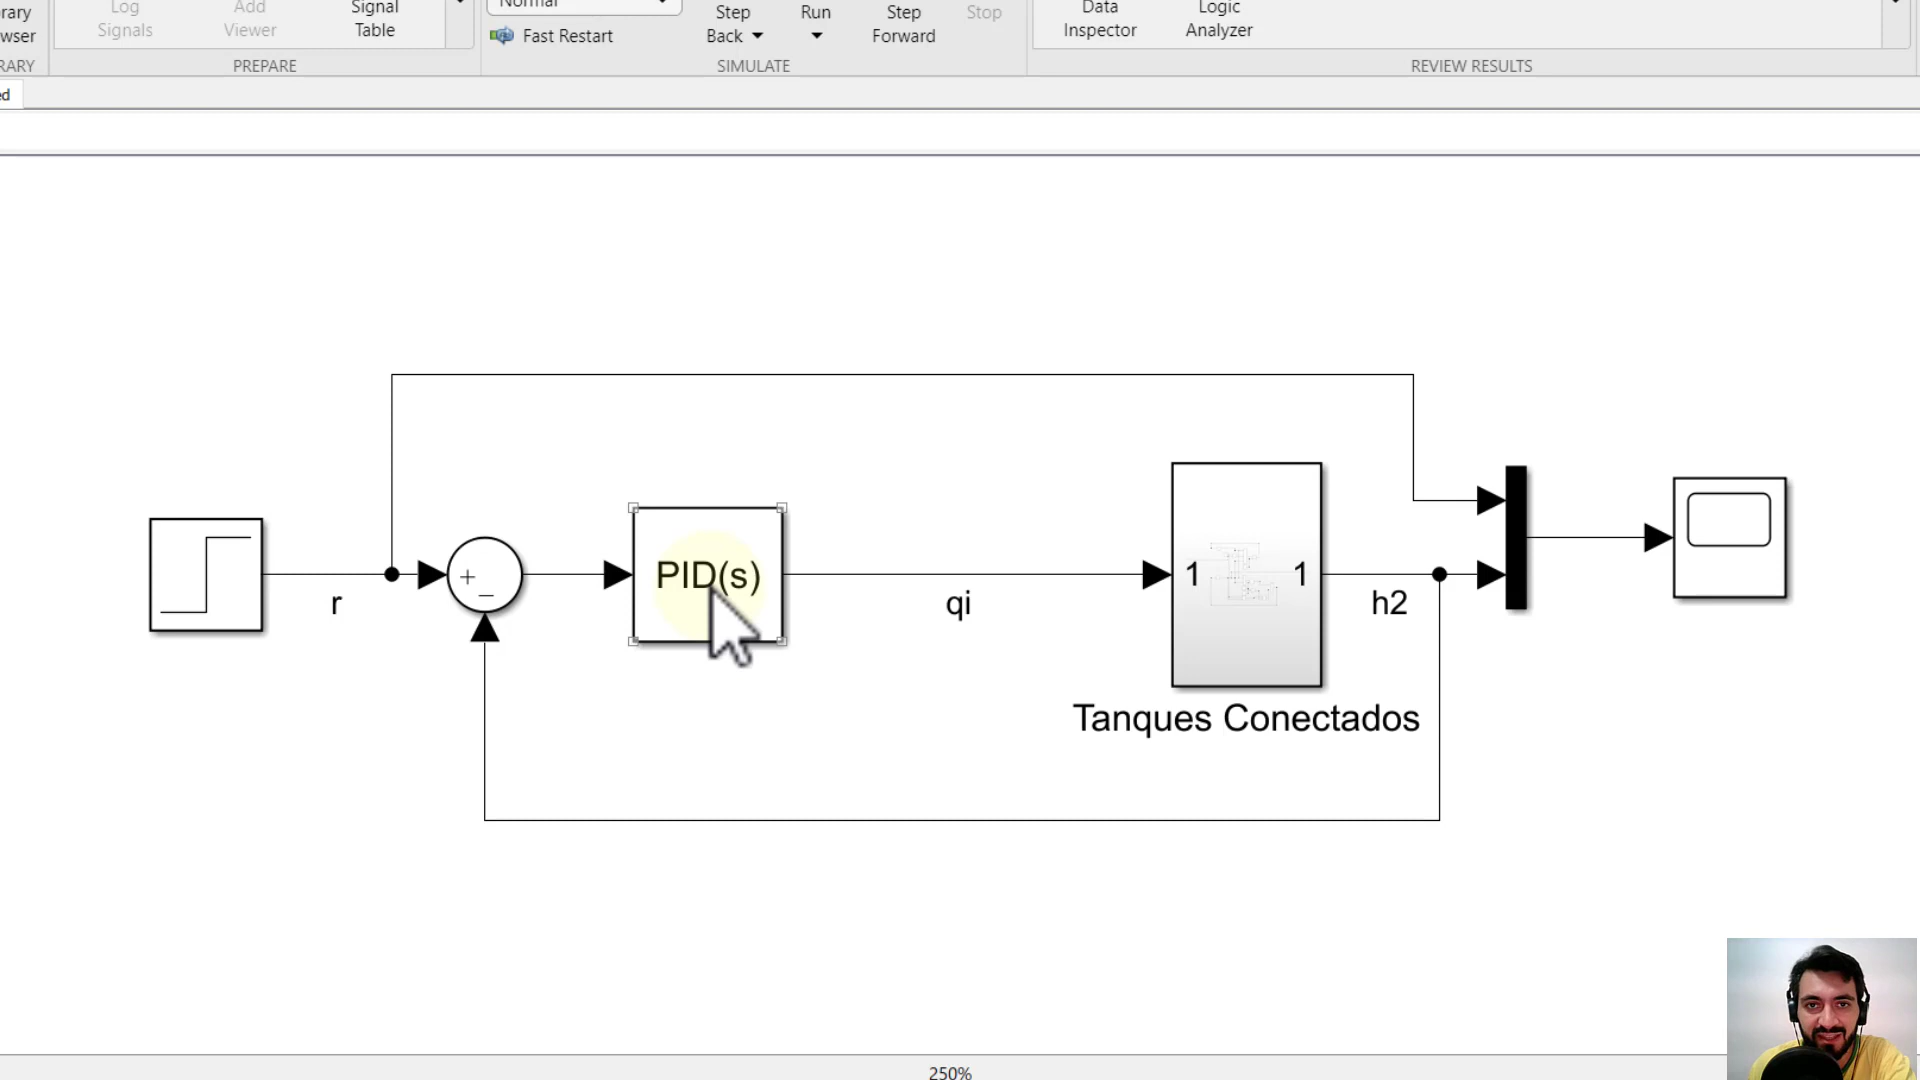 rary
wser
RARY
Log
Signals
Add
Viewer
Signal
Table
PREPARE
Normal
Fast Restart
Step
Back
Run
Step
Forward
Stop
SIMULATE
Data
Inspector
Logic
Analyzer
REVIEW RESULTS
ed
r
+
−
PID(s)
qi
1
1
h2
Tanques Conectados
250%